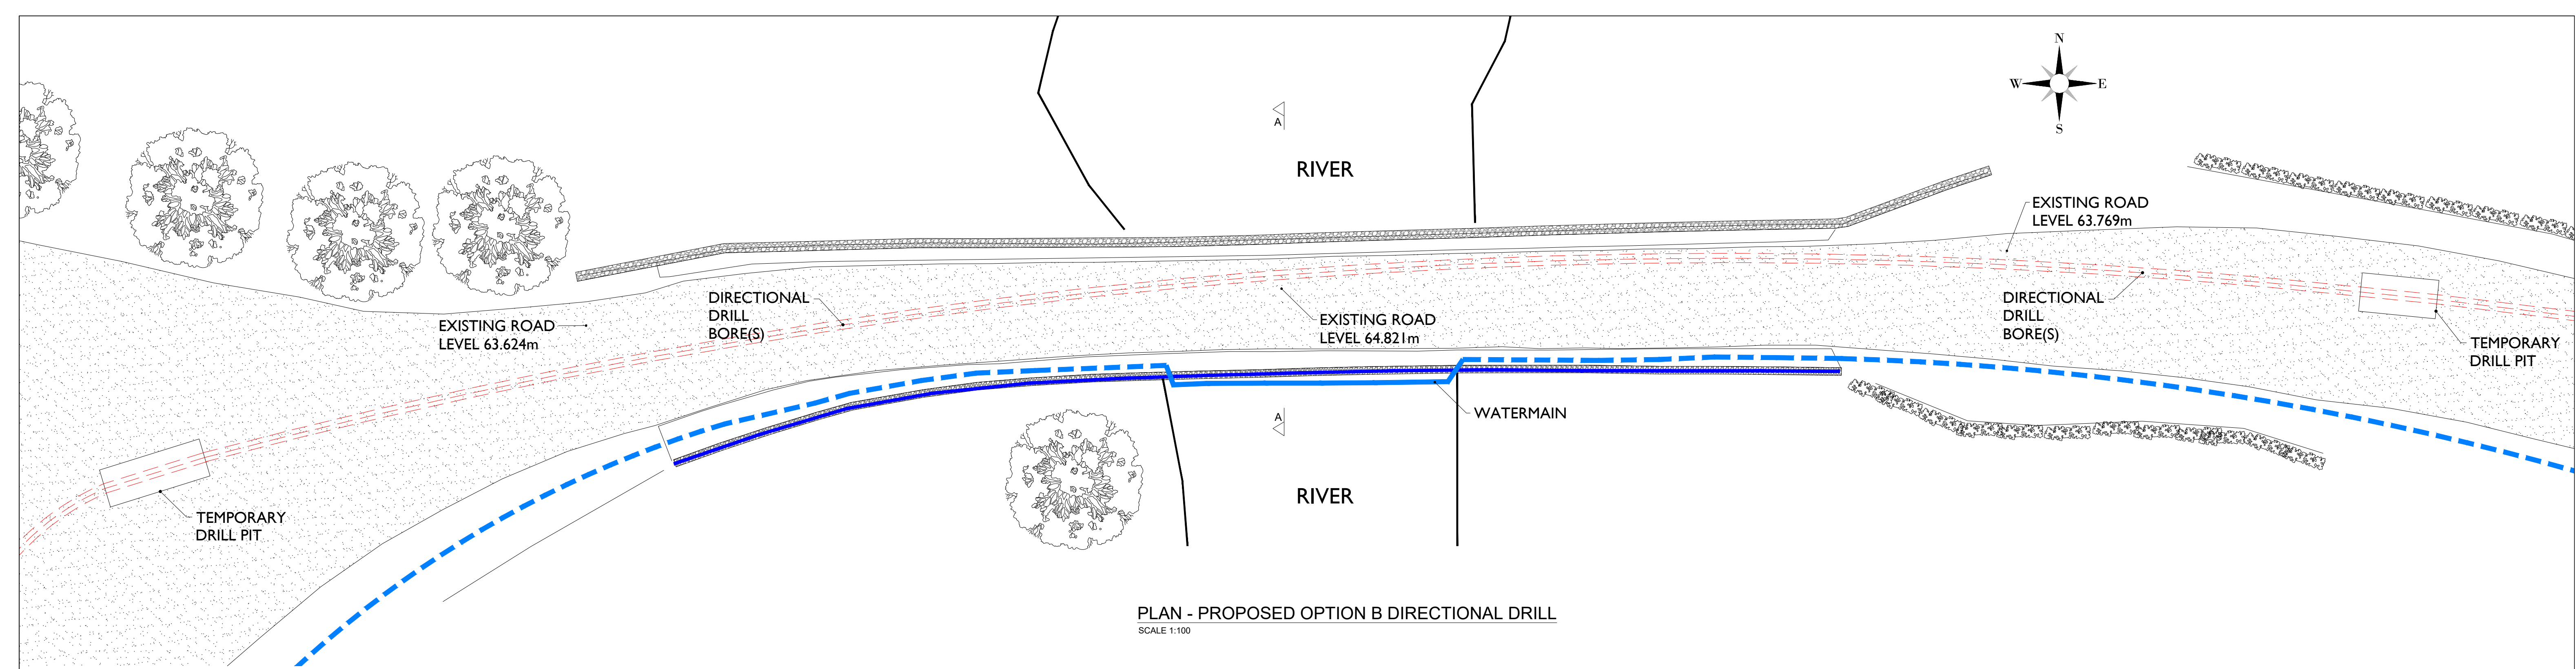 N
W
E
S
A
RIVER
EXISTING ROAD
LEVEL 63.769m
DIRECTIONAL
DRILL
BORE(S)
EXISTING ROAD
LEVEL 63.624m
EXISTING ROAD
LEVEL 64.821m
DIRECTIONAL
DRILL
BORE(S)
TEMPORARY
DRILL PIT
WATERMAIN
A
RIVER
TEMPORARY
DRILL PIT
PLAN - PROPOSED OPTION B DIRECTIONAL DRILL
SCALE 1:100